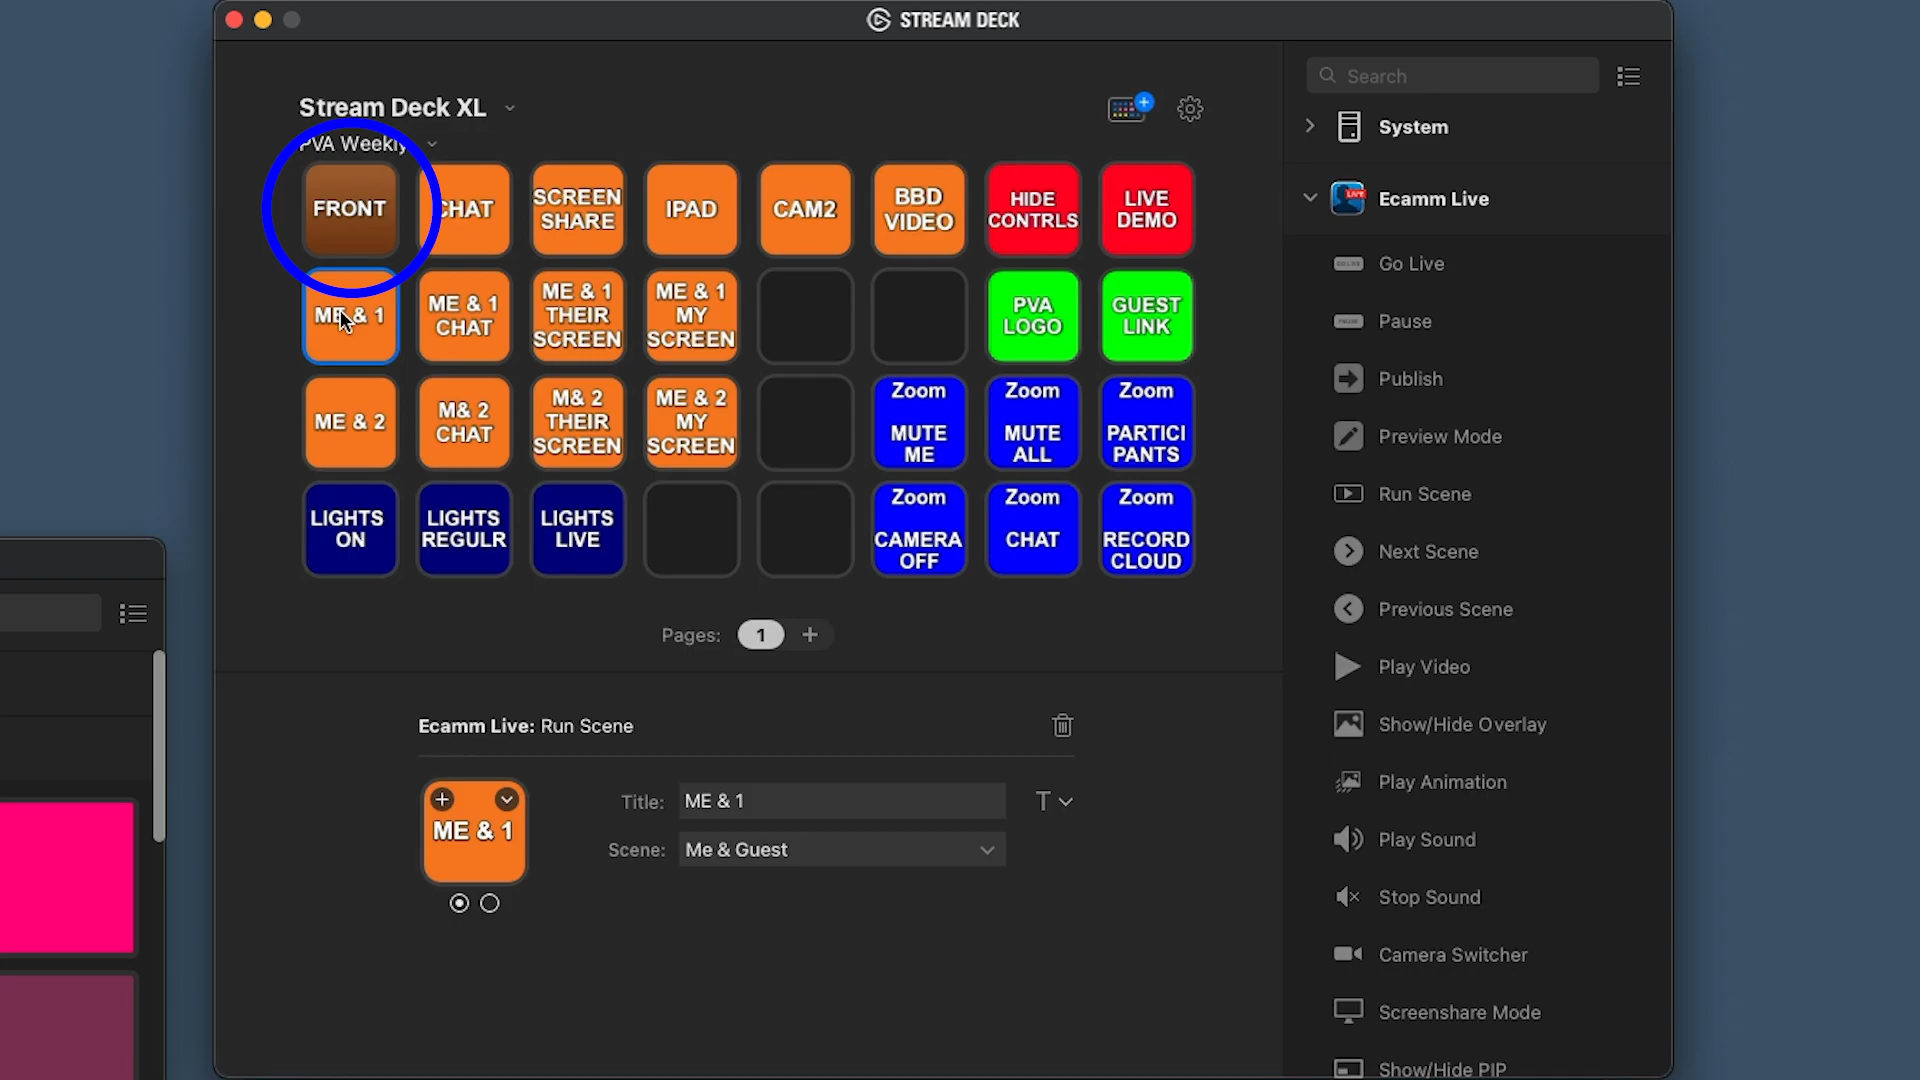 STREAM DECK
Stream Deck XL
PVA Weekly
FRONT
CHAT
SCREEN
SHARE
IPAD
CAM2
BBD
VIDEO
HIDE
CONTRLS
LIVE
DEMO
ME & 1
ME & 1
CHAT
ME & 1
THEIR
SCREEN
ME & 1
MY
SCREEN
PVA
LOGO
GUEST
LINK
ME & 2
M& 2
CHAT
M& 2
THEIR
SCREEN
ME & 2
MY
SCREEN
Zoom
MUTE
ME
Zoom
MUTE
ALL
Zoom
PARTICI
PANTS
LIGHTS
ON
LIGHTS
REGULR
LIGHTS
LIVE
Zoom
CAMERA
OFF
Zoom
CHAT
Zoom
RECORD
CLOUD
Pages: 1 +
Ecamm Live: Run Scene
ME & 1
Title: ME & 1
T
Scene: Me & Guest
Search
System
LIVE
Ecamm Live
GO LIVE
Go Live
PAUSE
Pause
Publish
Preview Mode
Run Scene
Next Scene
Previous Scene
Play Video
Show/Hide Overlay
Play Animation
Play Sound
Stop Sound
Camera Switcher
Screenshare Mode
Show/Hide PIP